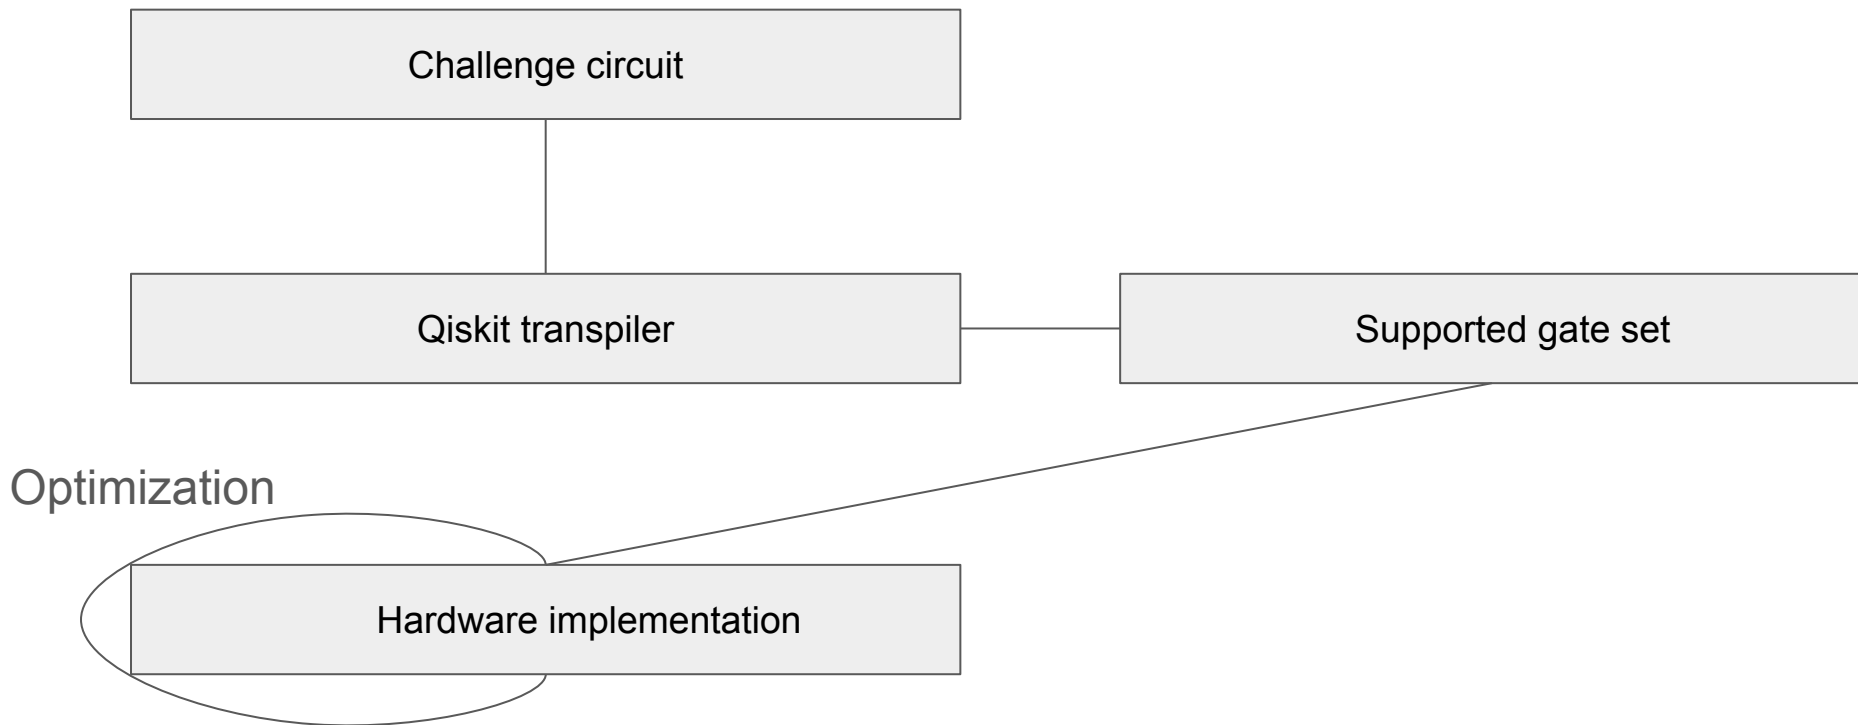 Challenge circuit
Qiskit transpiler
Supported gate set
Optimization
Hardware implementation